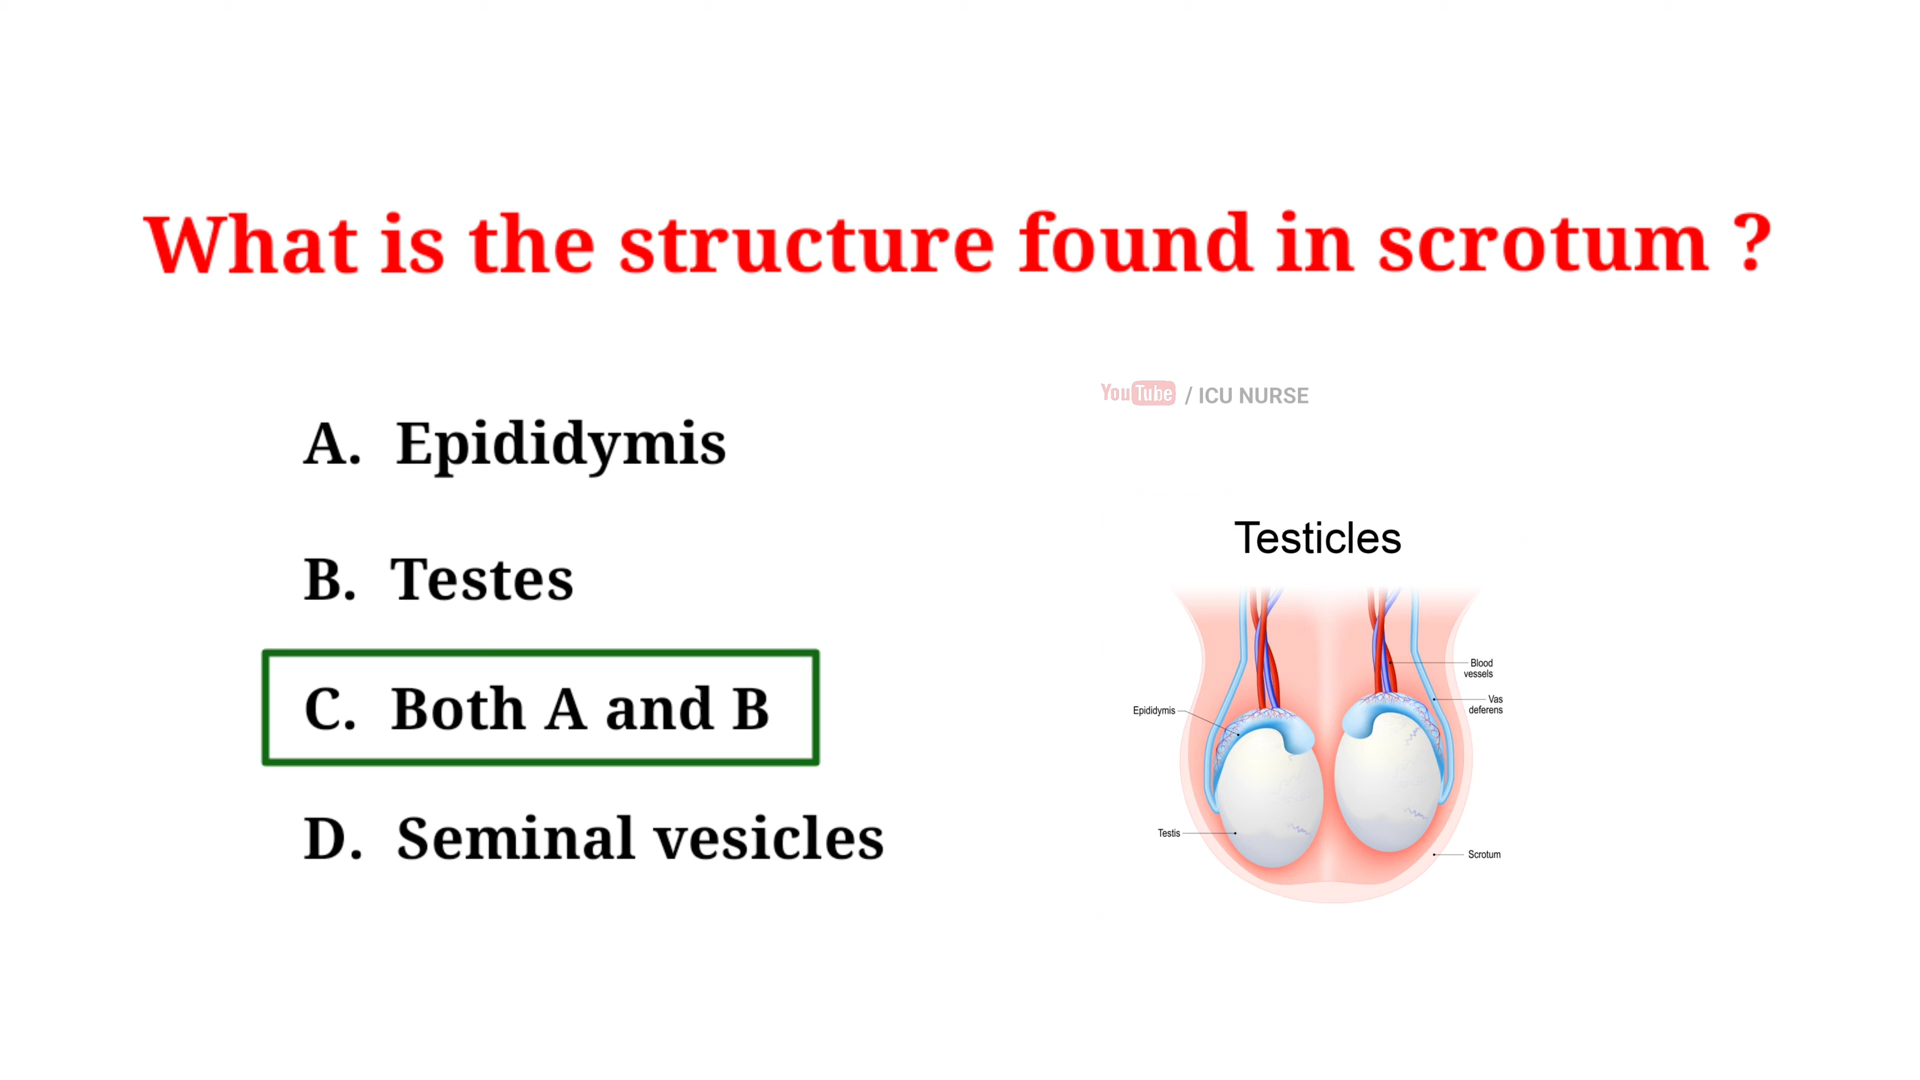 What is the structure found in scrotum ?
A. Epididymis
B. Testes
C. Both A and B
D. Seminal vesicles
YouTube / ICU NURSE
Testicles
Blood
vessels
Vas
deferens
Epididymis
Testis
Scrotum